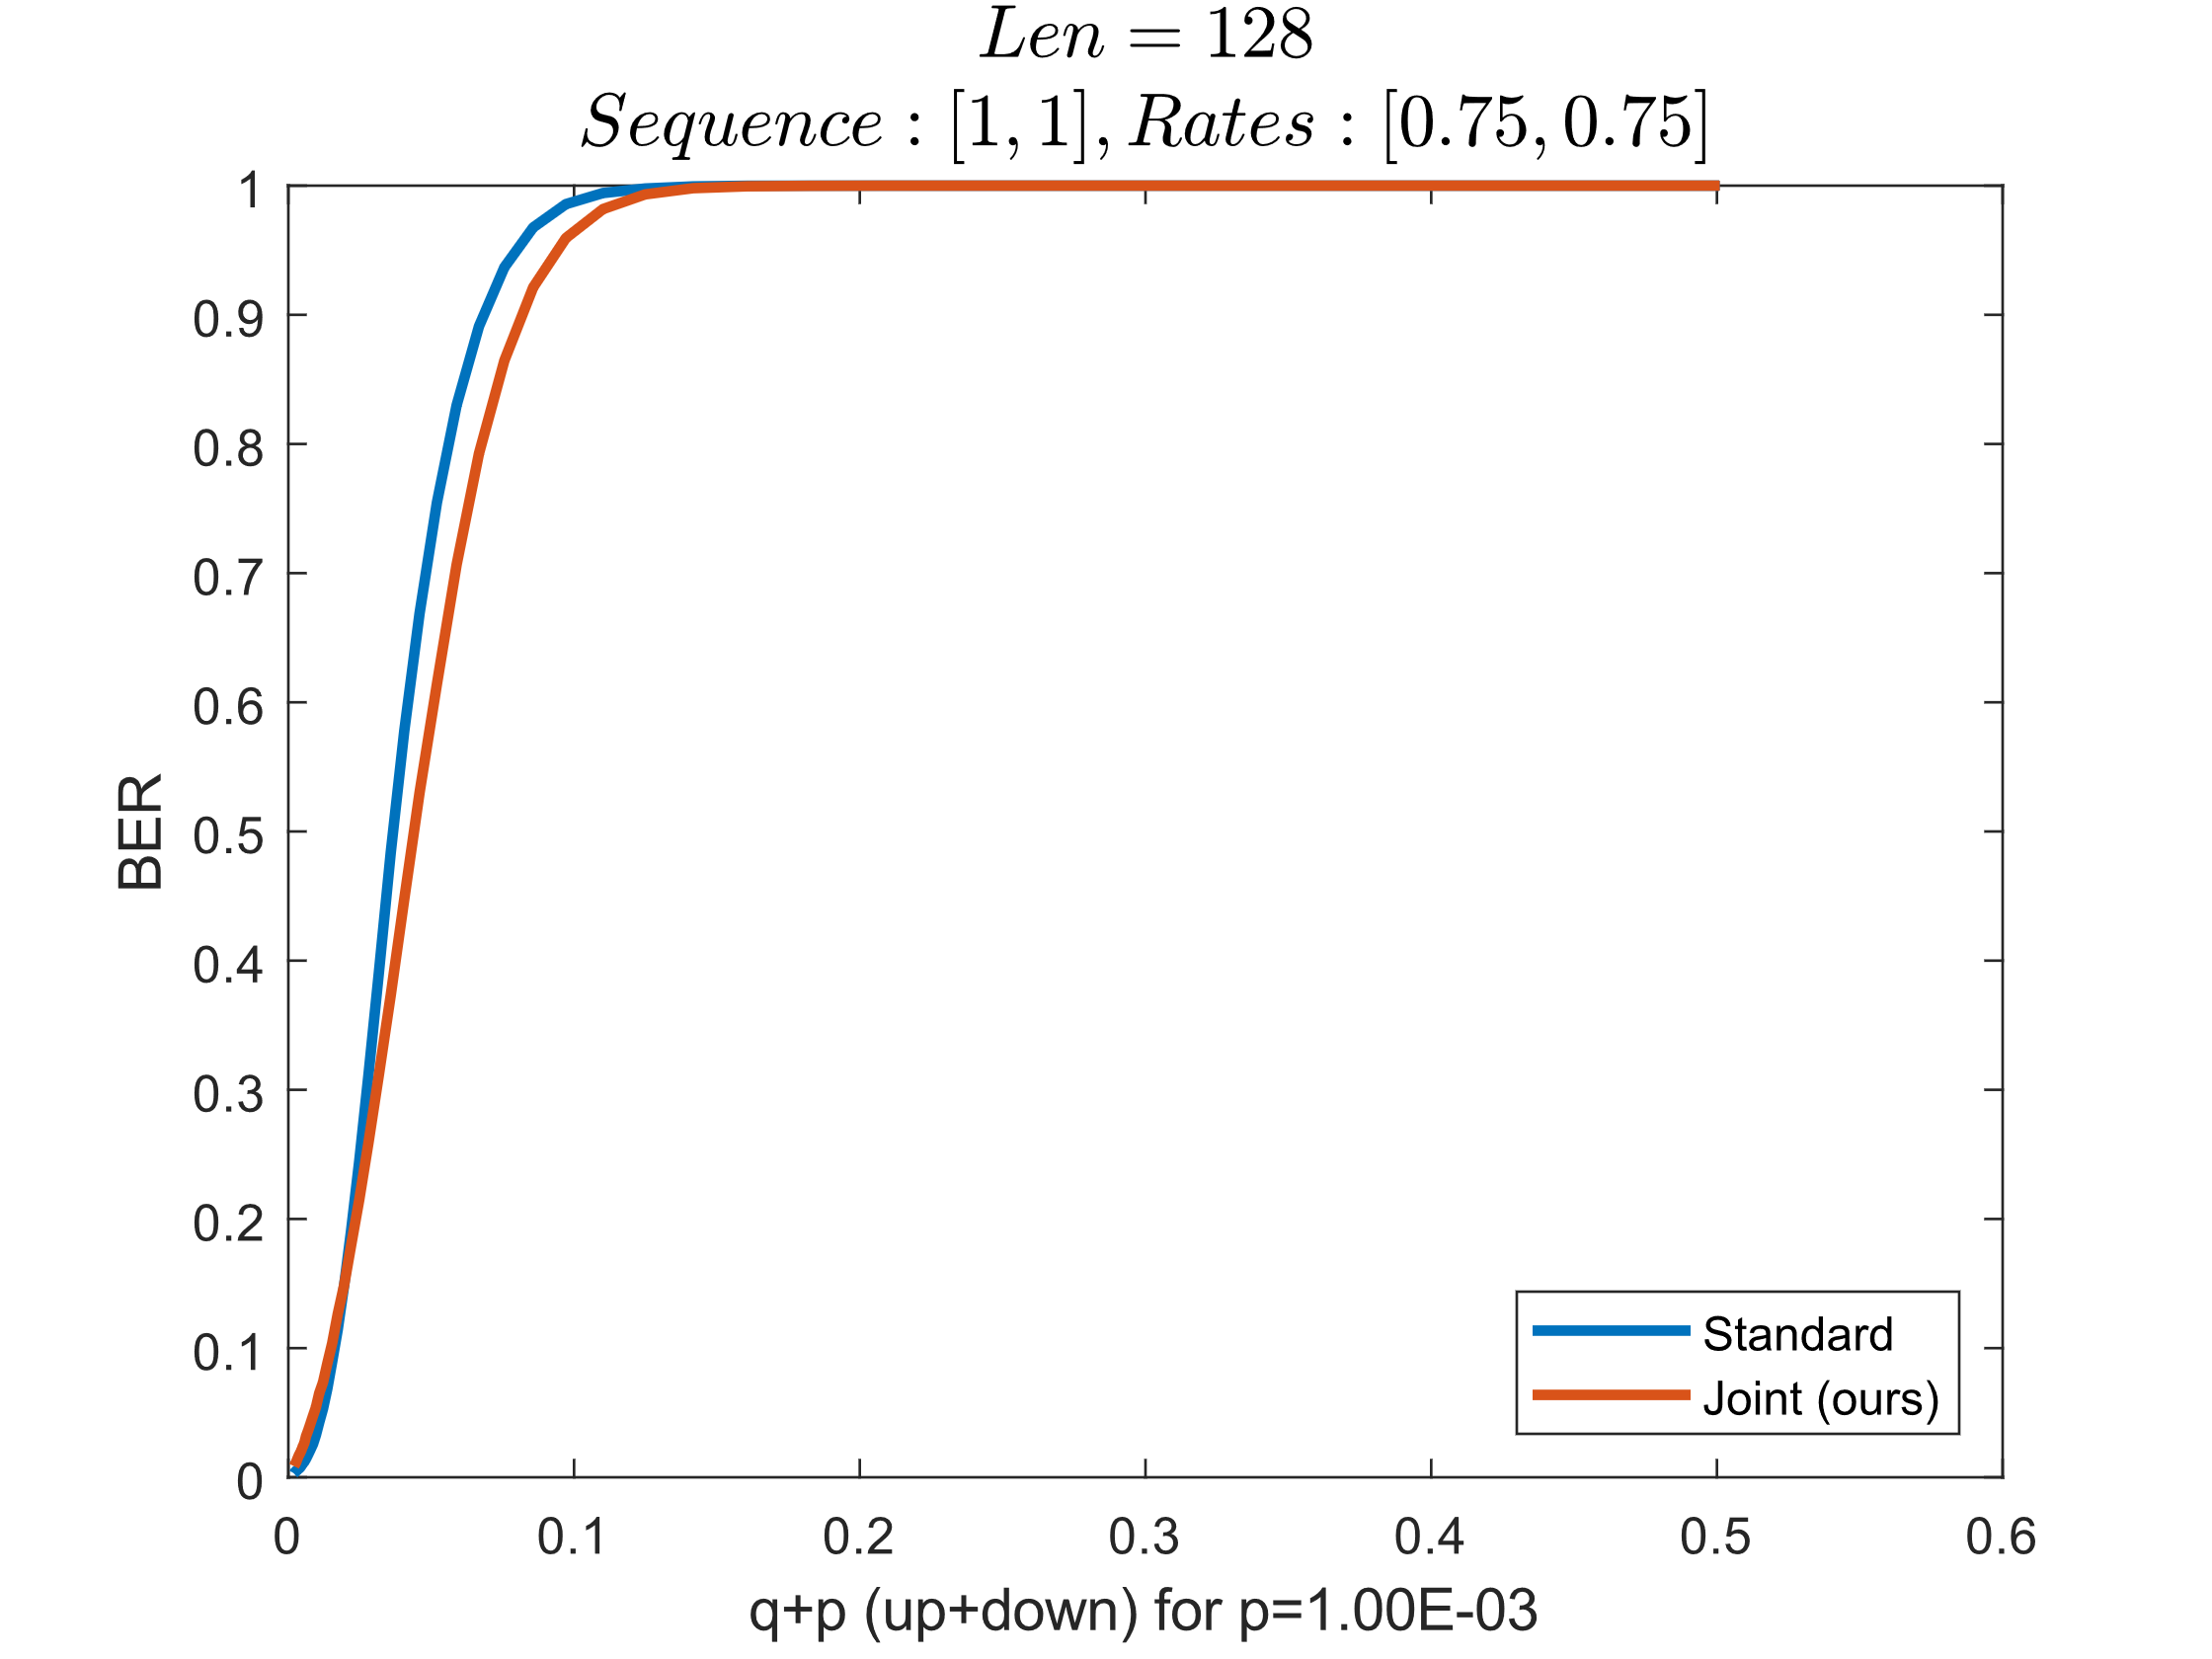 Len = 128
Sequence : [1, 1], Rates : [0.75, 0.75]
1
0.9
0.8
0.7
0.6
0.5
0.4
0.3
0.2
0.1
0
BER
Standard
Joint (ours)
0 0.1 0.2 0.3 0.4 0.5 0.6
q+p (up+down) for p=1.00E-03